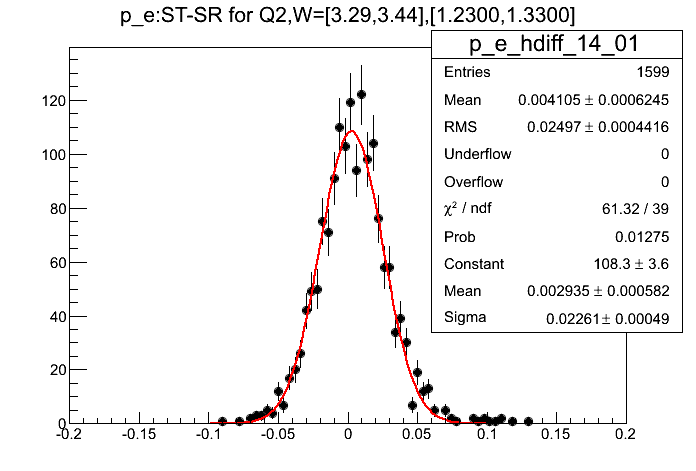 p_e:ST-SR for Q2,W=[3.29,3.44],[1.2300,1.3300]
p_e_hdiff_14_01
Entries 1599
Mean 0.004105 ± 0.0006245
RMS 0.02497 ± 0.0004416
Underflow 0
Overflow 0
χ² / ndf 61.32 / 39
Prob 0.01275
Constant 108.3 ± 3.6
Mean 0.002935 ± 0.000582
Sigma 0.02261 ± 0.00049
120
100
80
60
40
20
0
-0.2 -0.15 -0.1 -0.05 0 0.05 0.1 0.15 0.2